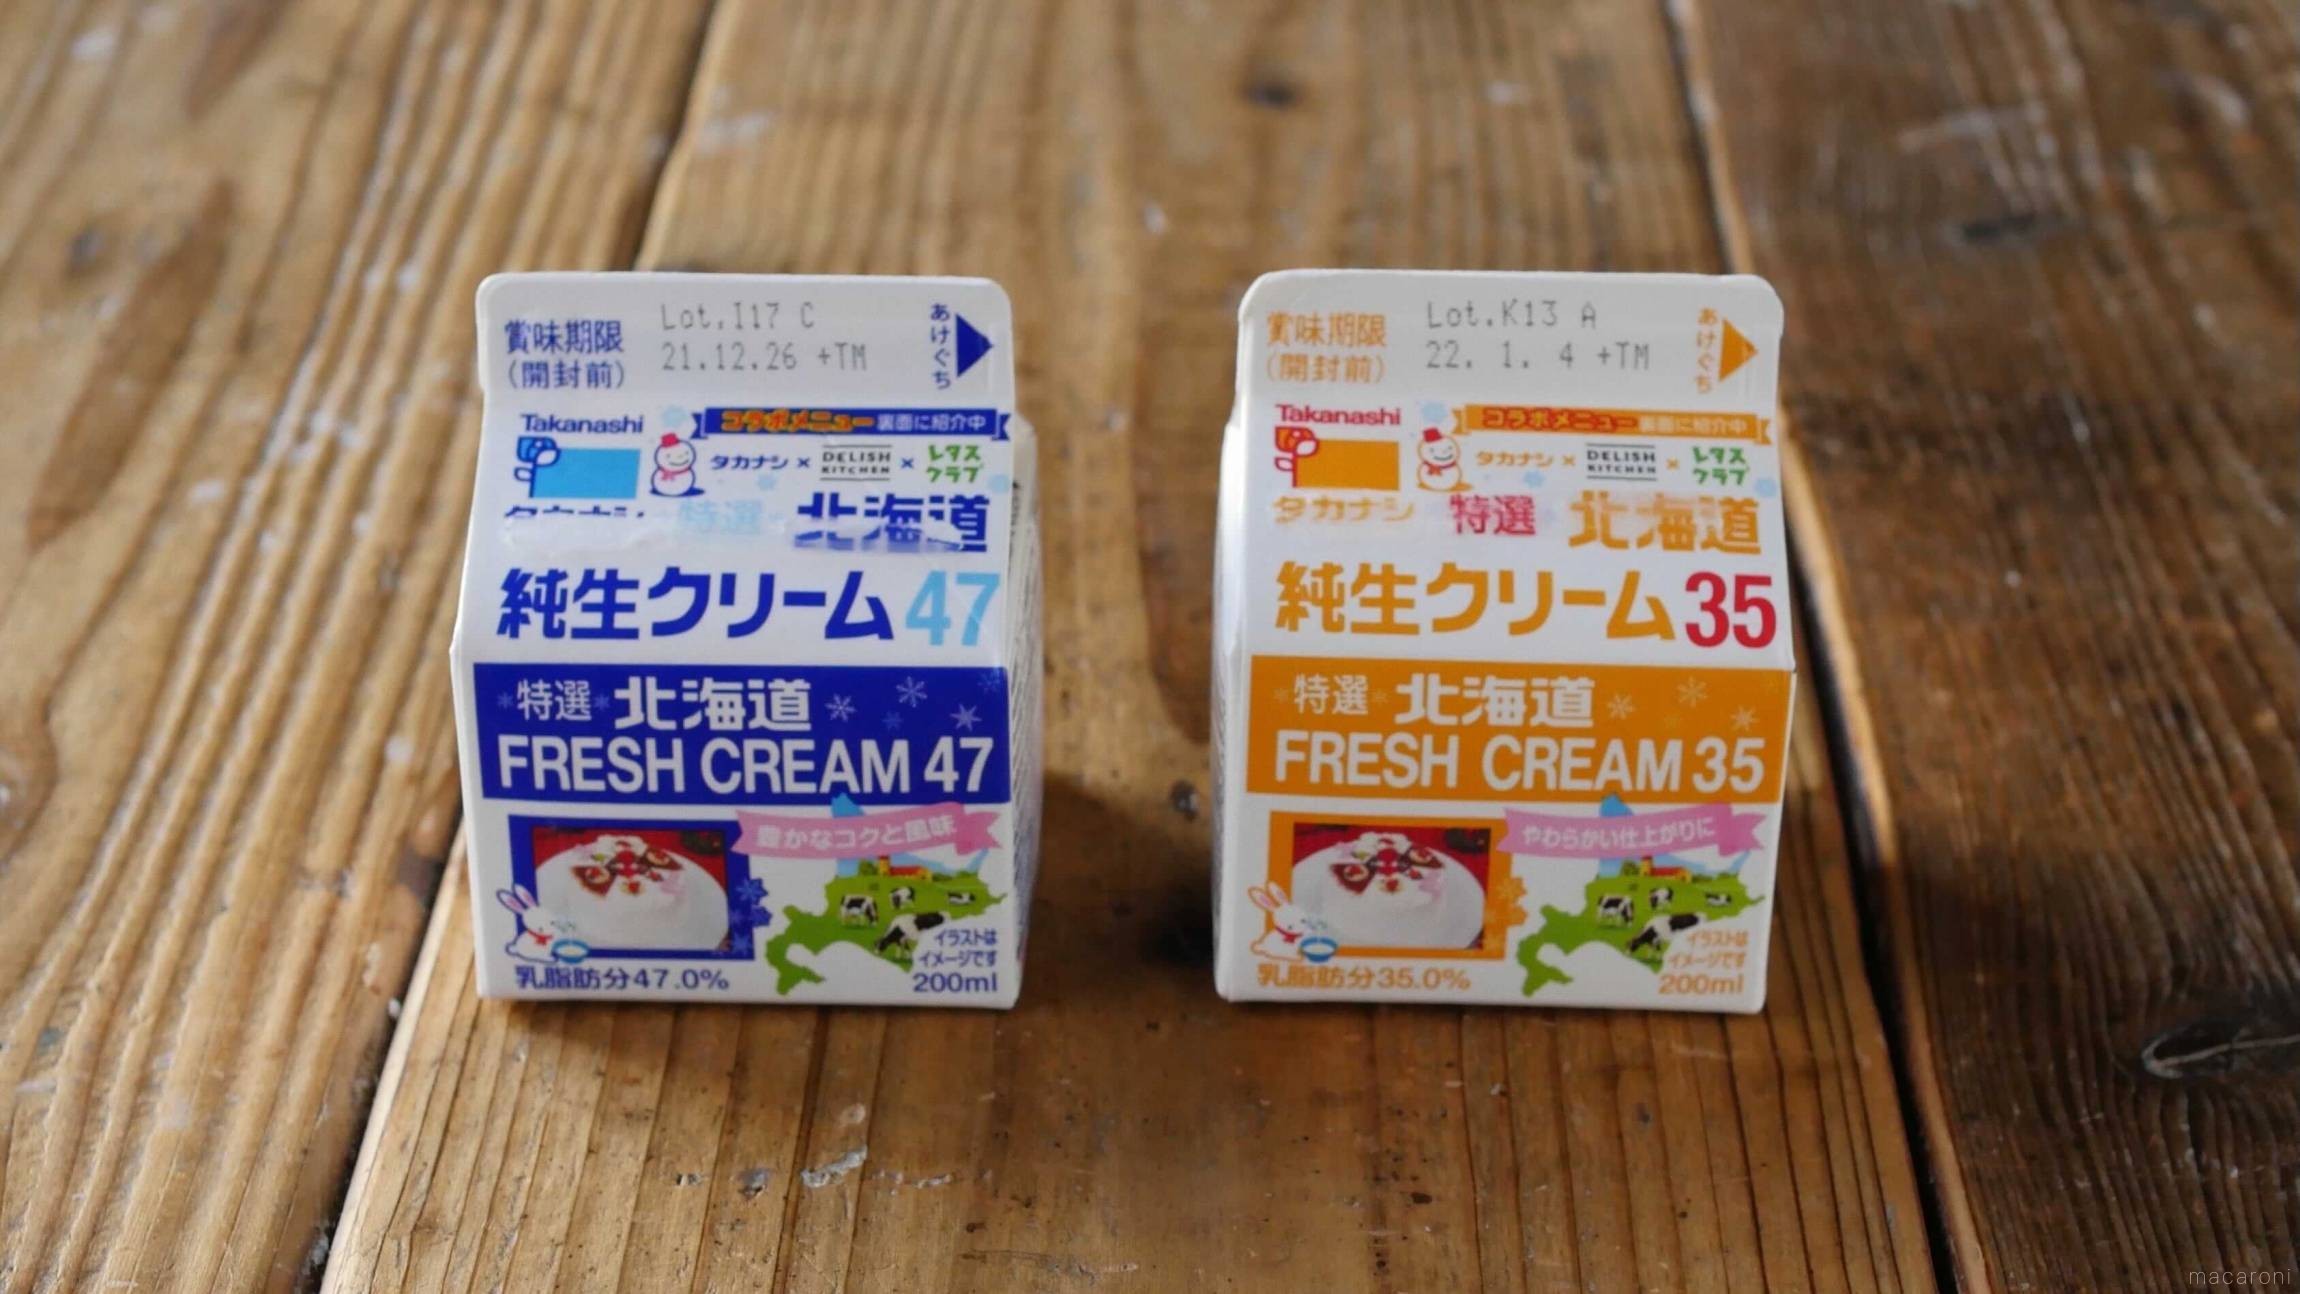 賞味期限
(開封前)
Lot.I17 C
21.12.26 +TM
あけぐち
Takanashi
コラボメニュー裏面に紹介中
タカナシ×DELISH KITCHEN×レタスクラブ
タカナシ 特選 北海道
純生クリーム47
特選 北海道
FRESH CREAM 47
豊かなコクと風味
イラストは
イメージです
乳脂肪分47.0%
200ml
賞味期限
(開封前)
Lot.K13 A
22. 1. 4 +TM
あけぐち
Takanashi
コラボメニュー裏面に紹介中
タカナシ×DELISH KITCHEN×レタスクラブ
タカナシ 特選 北海道
純生クリーム35
特選 北海道
FRESH CREAM 35
やわらかい仕上がりに
イラストは
イメージです
乳脂肪分35.0%
200ml
macaroni